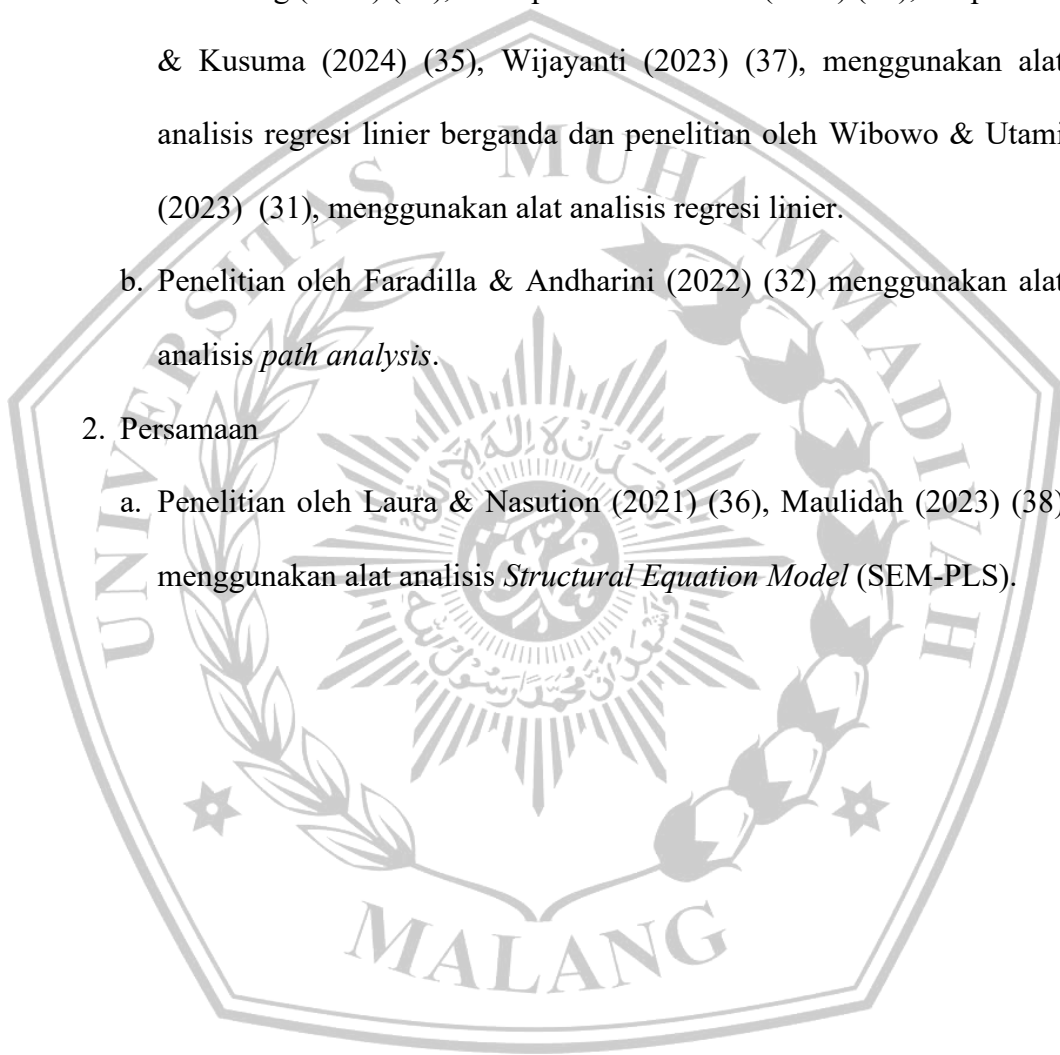 & Kusuma (2024) (35), Wijayanti (2023) (37), menggunakan alat
analisis regresi linier berganda dan penelitian oleh Wibowo & Utami
(2023) (31), menggunakan alat analisis regresi linier.
b. Penelitian oleh Faradilla & Andharini (2022) (32) menggunakan alat
analisis path analysis.
2. Persamaan
a. Penelitian oleh Laura & Nasution (2021) (36), Maulidah (2023) (38)
menggunakan alat analisis Structural Equation Model (SEM-PLS).
UNIVERSITAS MUHAMMADIYAH
MALANG